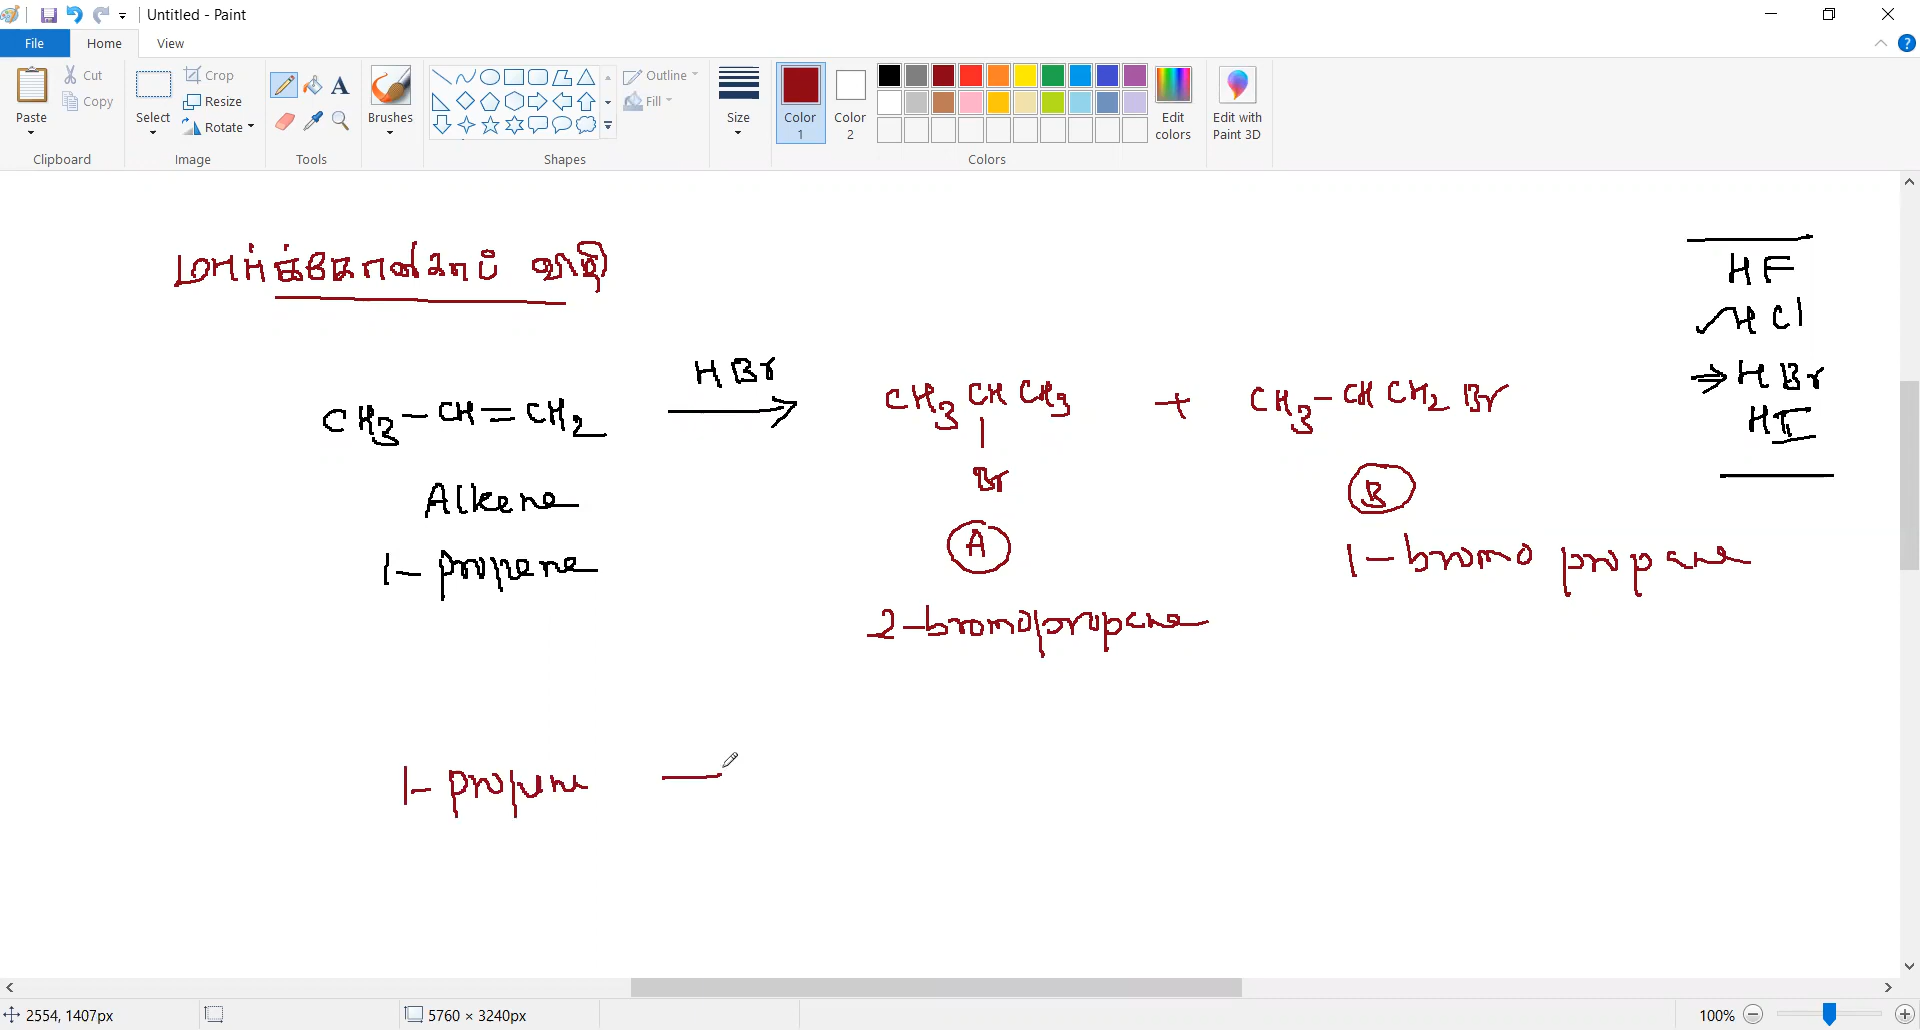 Untitled - Paint
File Home View
Paste
Cut
Copy
Clipboard
Select
Crop
Resize
Rotate
Image
Tools
Brushes
Shapes
Outline
Fill
Size
Color 1
Color 2
Colors
Edit colors
Edit with Paint 3D
விதி
HF
HCl
HBr
HI
CH3-CH=CH2
HBr
CH3 CH CH3 + CH3-CH CH2 Br
Br
Alkene
1-propene
A
B
2-bromopropane
1-bromo propane
1-propene
2554, 1407px
5760 × 3240px
100%